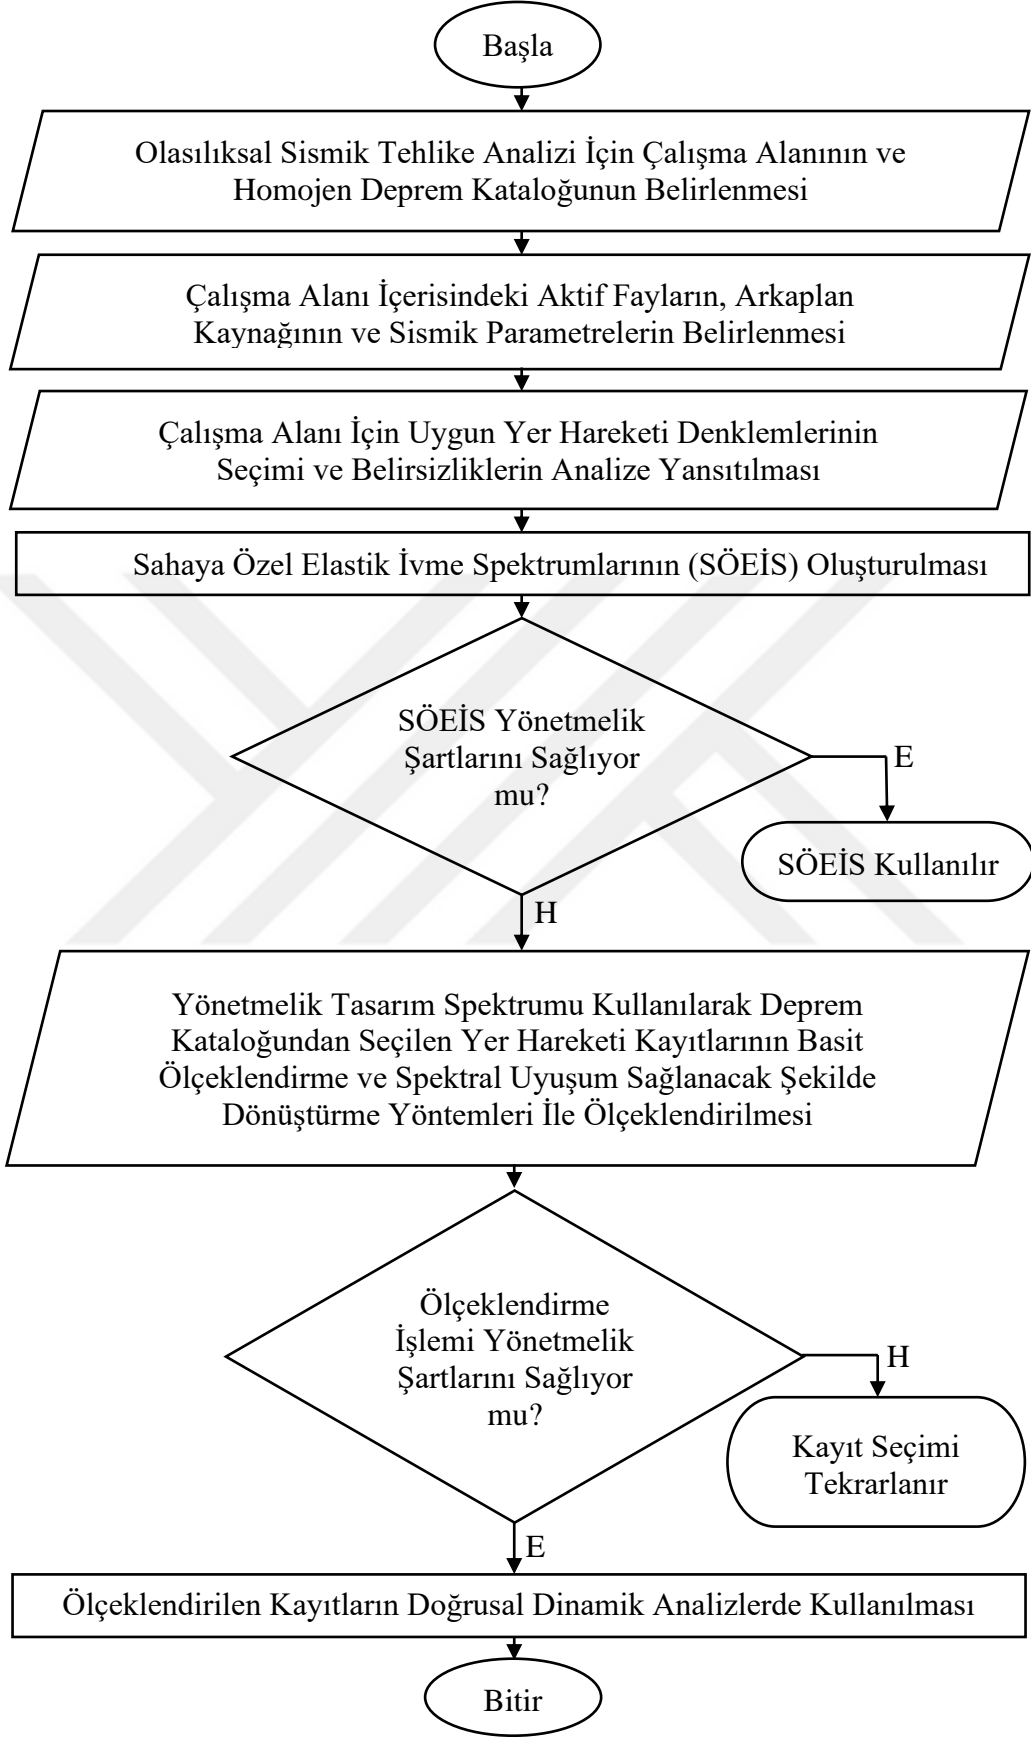 Başla
Olasılıksal Sismik Tehlike Analizi İçin Çalışma Alanının ve
Homojen Deprem Kataloğunun Belirlenmesi
Çalışma Alanı İçerisindeki Aktif Fayların, Arkaplan
Kaynağının ve Sismik Parametrelerin Belirlenmesi
Çalışma Alanı İçin Uygun Yer Hareketi Denklemlerinin
Seçimi ve Belirsizliklerin Analize Yansıtılması
Sahaya Özel Elastik İvme Spektrumlarının (SÖEİS) Oluşturulması
SÖEİS Yönetmelik
Şartlarını Sağlıyor
mu?
E
SÖEİS Kullanılır
H
Yönetmelik Tasarım Spektrumu Kullanılarak Deprem
Kataloğundan Seçilen Yer Hareketi Kayıtlarının Basit
Ölçeklendirme ve Spektral Uyuşum Sağlanacak Şekilde
Dönüştürme Yöntemleri İle Ölçeklendirilmesi
Ölçeklendirme
İşlemi Yönetmelik
Şartlarını Sağlıyor
mu?
H
Kayıt Seçimi
Tekrarlanır
E
Ölçeklendirilen Kayıtların Doğrusal Dinamik Analizlerde Kullanılması
Bitir